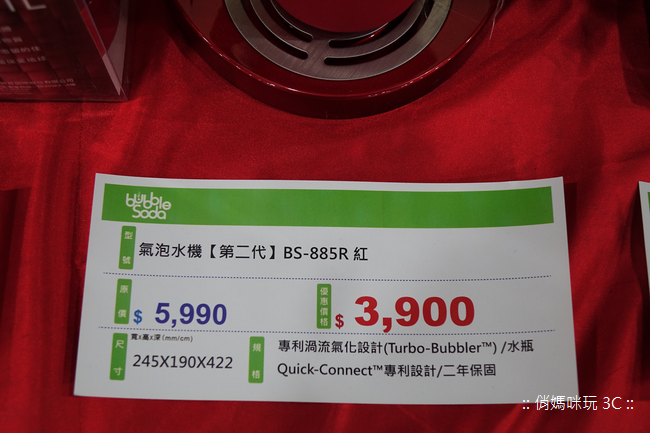 bubble
soda
型號
氣泡水機【第二代】BS-885R 紅
原價
$ 5,990
優惠價格
$ 3,900
尺寸
寬x高x深(mm/cm)
245X190X422
規格
專利渦流氣化設計(Turbo-Bubbler™) /水瓶
Quick-Connect™專利設計/二年保固
:: 俏媽咪玩 3C ::